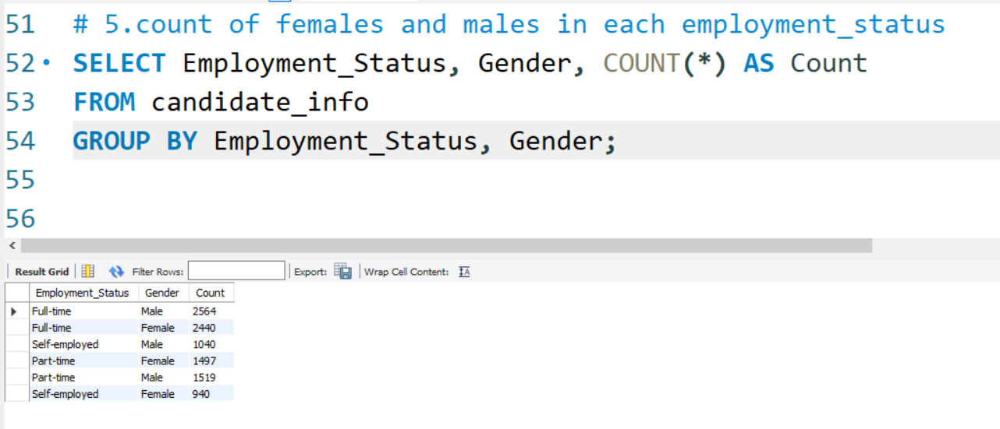 51 # 5.count of females and males in each employment_status
52 SELECT Employment_Status, Gender, COUNT(*) AS Count
53 FROM candidate_info
54 GROUP BY Employment_Status, Gender;
55
56
Result Grid Filter Rows: Export: Wrap Cell Content: IA
Employment_Status Gender Count
Full-time Male 2564
Full-time Female 2440
Self-employed Male 1040
Part-time Female 1497
Part-time Male 1519
Self-employed Female 940